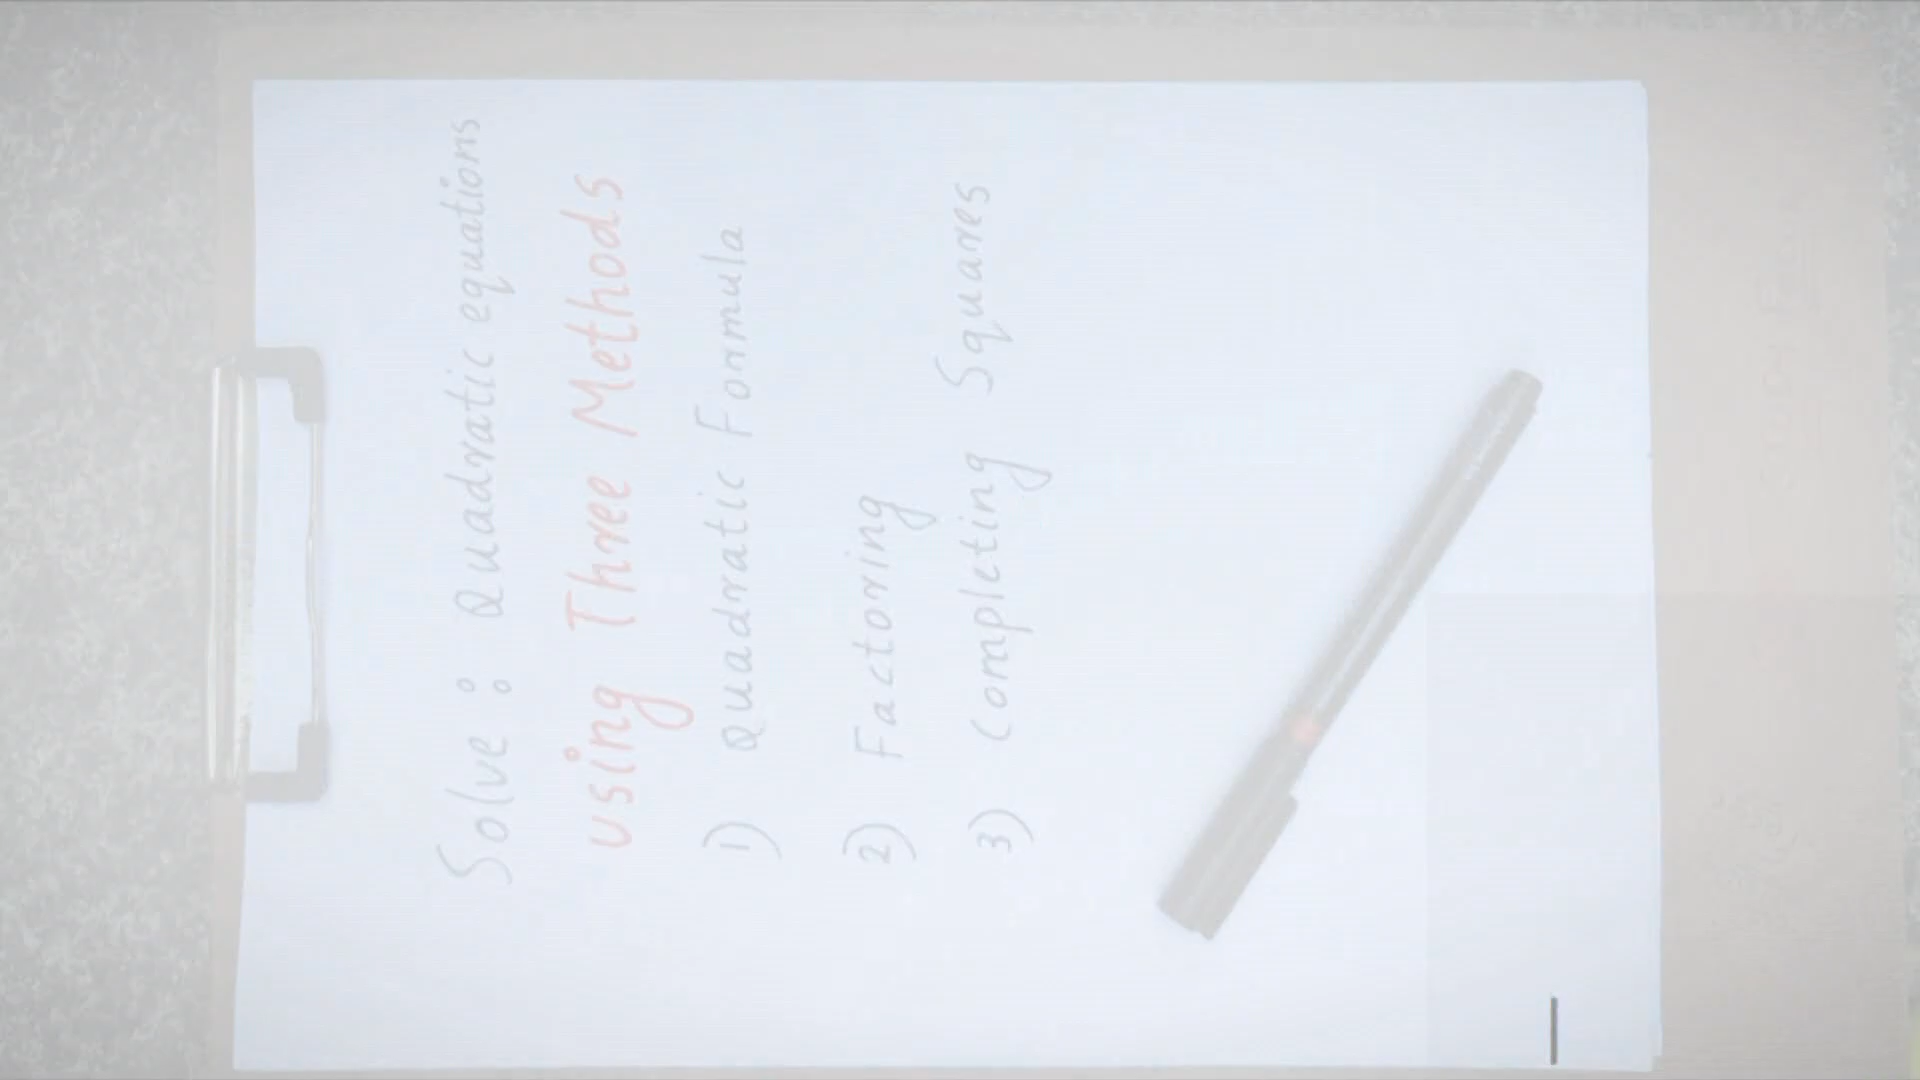 Solve : Quadratic equations
using Three Methods
1) Quadratic Formula
2) Factoring
3) Completing Squares